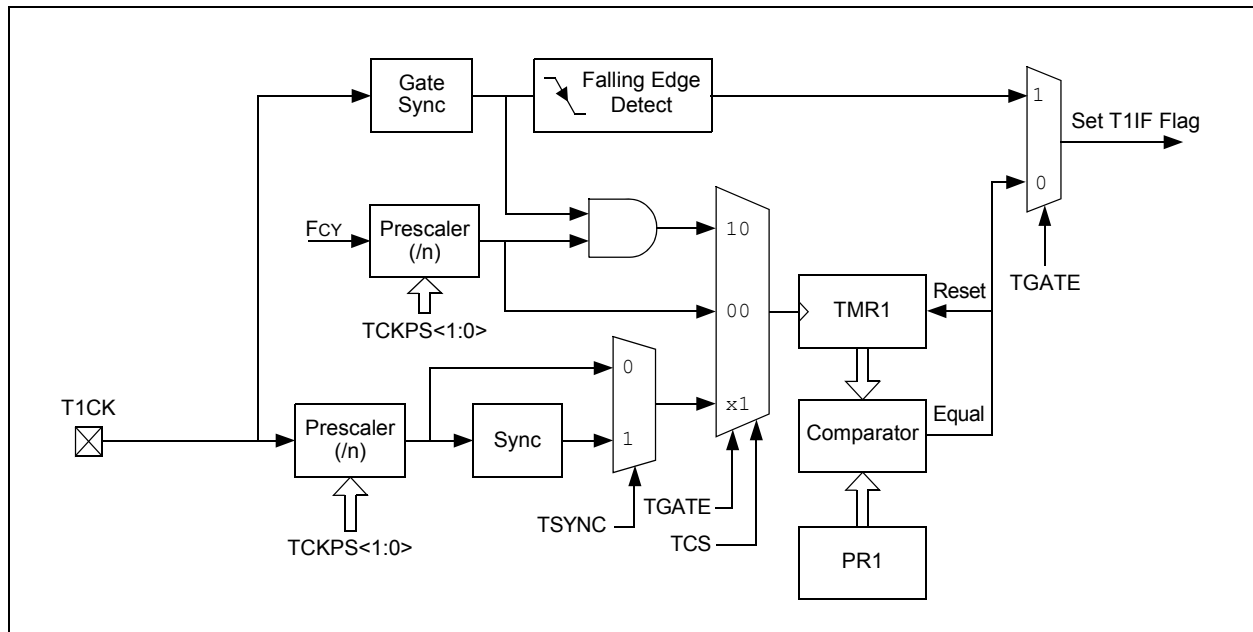 Gate
Sync
Falling Edge
Detect
1
Set T1IF Flag
0
FCY
Prescaler
(/n)
10
TGATE
TCKPS<1:0>
00
TMR1
Reset
0
T1CK
Prescaler
(/n)
Sync
1
x1
Comparator
Equal
TGATE
TSYNC
TCS
TCKPS<1:0>
PR1